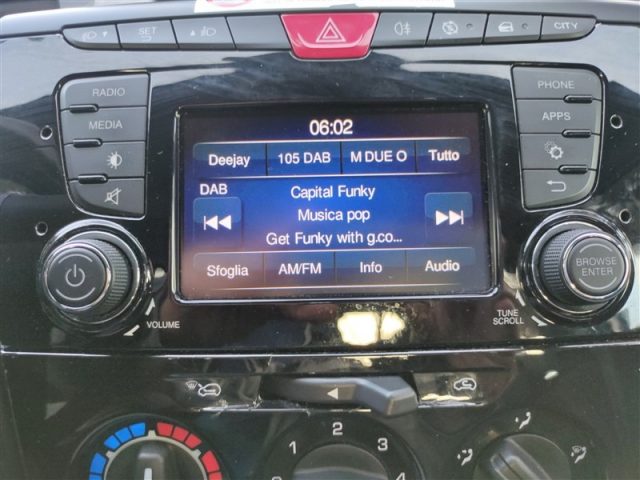 SET CITY
RADIO
MEDIA
PHONE
APPS
06:02
Deejay 105 DAB M DUE O Tutto
DAB
Capital Funky
Musica pop
Get Funky with g.co...
Sfoglia AM/FM Info Audio
VOLUME
BROWSE
ENTER
TUNE
SCROLL
1 2 3 4